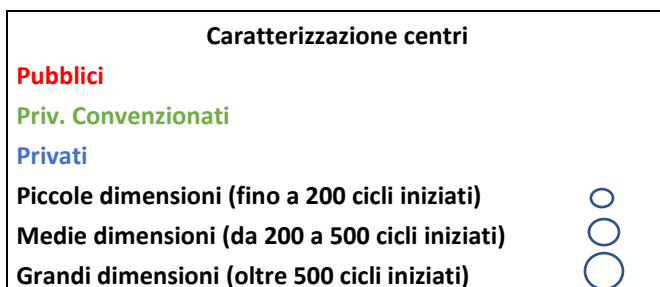 Caratterizzazione centri
Pubblici
Priv. Convenzionati
Privati
Piccole dimensioni (fino a 200 cicli iniziati)
Medie dimensioni (da 200 a 500 cicli iniziati)
Grandi dimensioni (oltre 500 cicli iniziati)